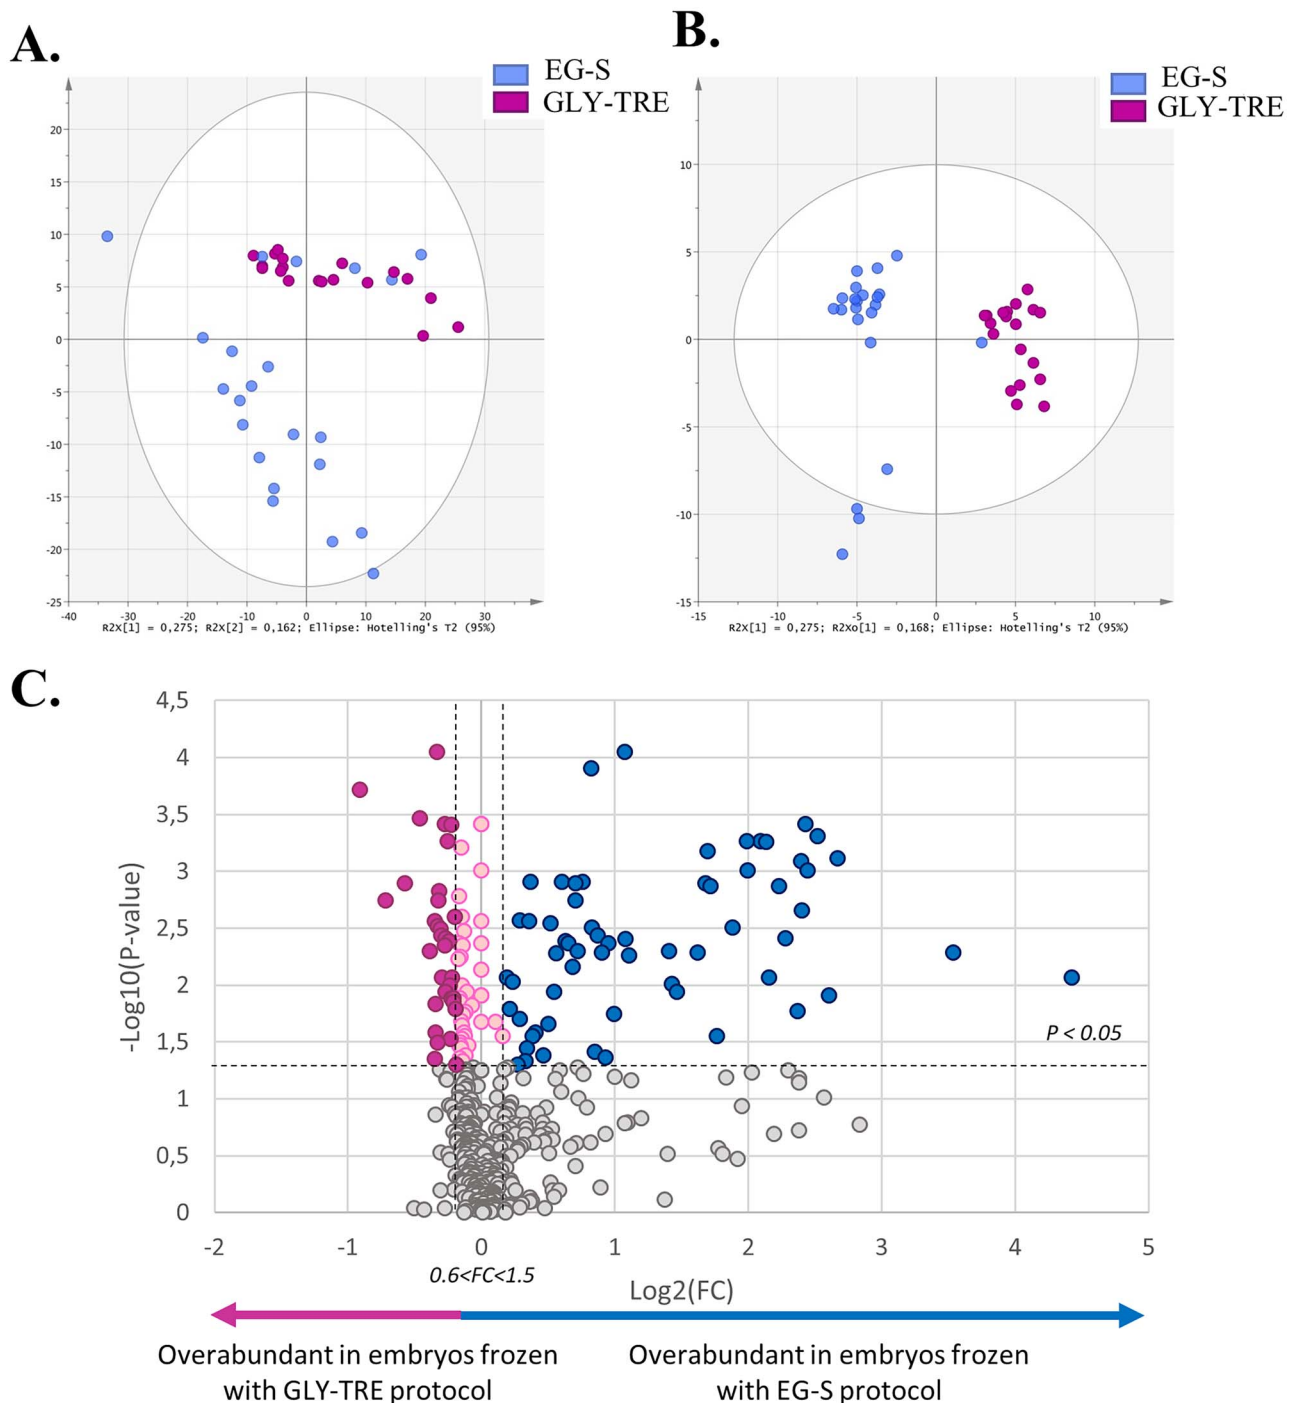 A.
EG-S
GLY-TRE
20
15
10
5
0
-5
-10
-15
-20
-25
-40
-30
-20
-10
0
10
20
30
R2X[1] = 0,275; R2X[2] = 0,162; Ellipse: Hotelling's T2 (95%)
B.
EG-S
GLY-TRE
10
5
0
-5
-10
-15
-15
-10
-5
0
5
10
R2X[1] = 0,275; R2Xo[1] = 0,168; Ellipse: Hotelling's T2 (95%)
C.
4,5
4
3,5
3
2,5
2
1,5
1
0,5
0
-Log10(P-value)
P < 0.05
-2
-1
0
1
2
3
4
5
0.6<FC<1.5
Log2(FC)
Overabundant in embryos frozen
with GLY-TRE protocol
Overabundant in embryos frozen
with EG-S protocol